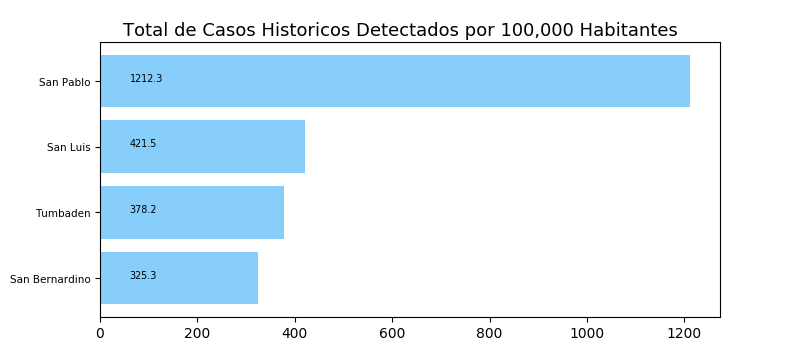 Total de Casos Historicos Detectados por 100,000 Habitantes
San Pablo 1212.3
San Luis 421.5
Tumbaden 378.2
San Bernardino 325.3
0 200 400 600 800 1000 1200